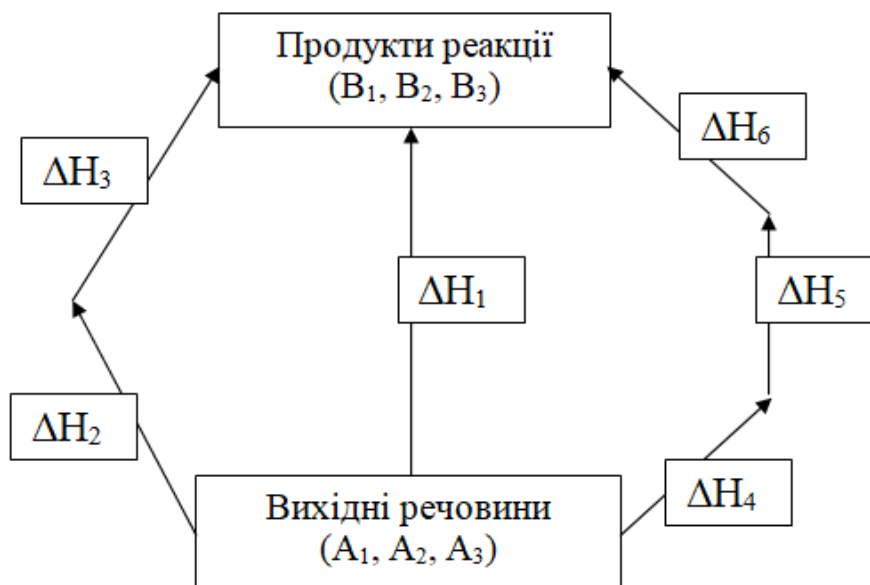 Продукти реакції
(B₁, B₂, B₃)
ΔH₆
ΔH₃
ΔH₁
ΔH₅
ΔH₂
ΔH₄
Вихідні речовини
(A₁, A₂, A₃)